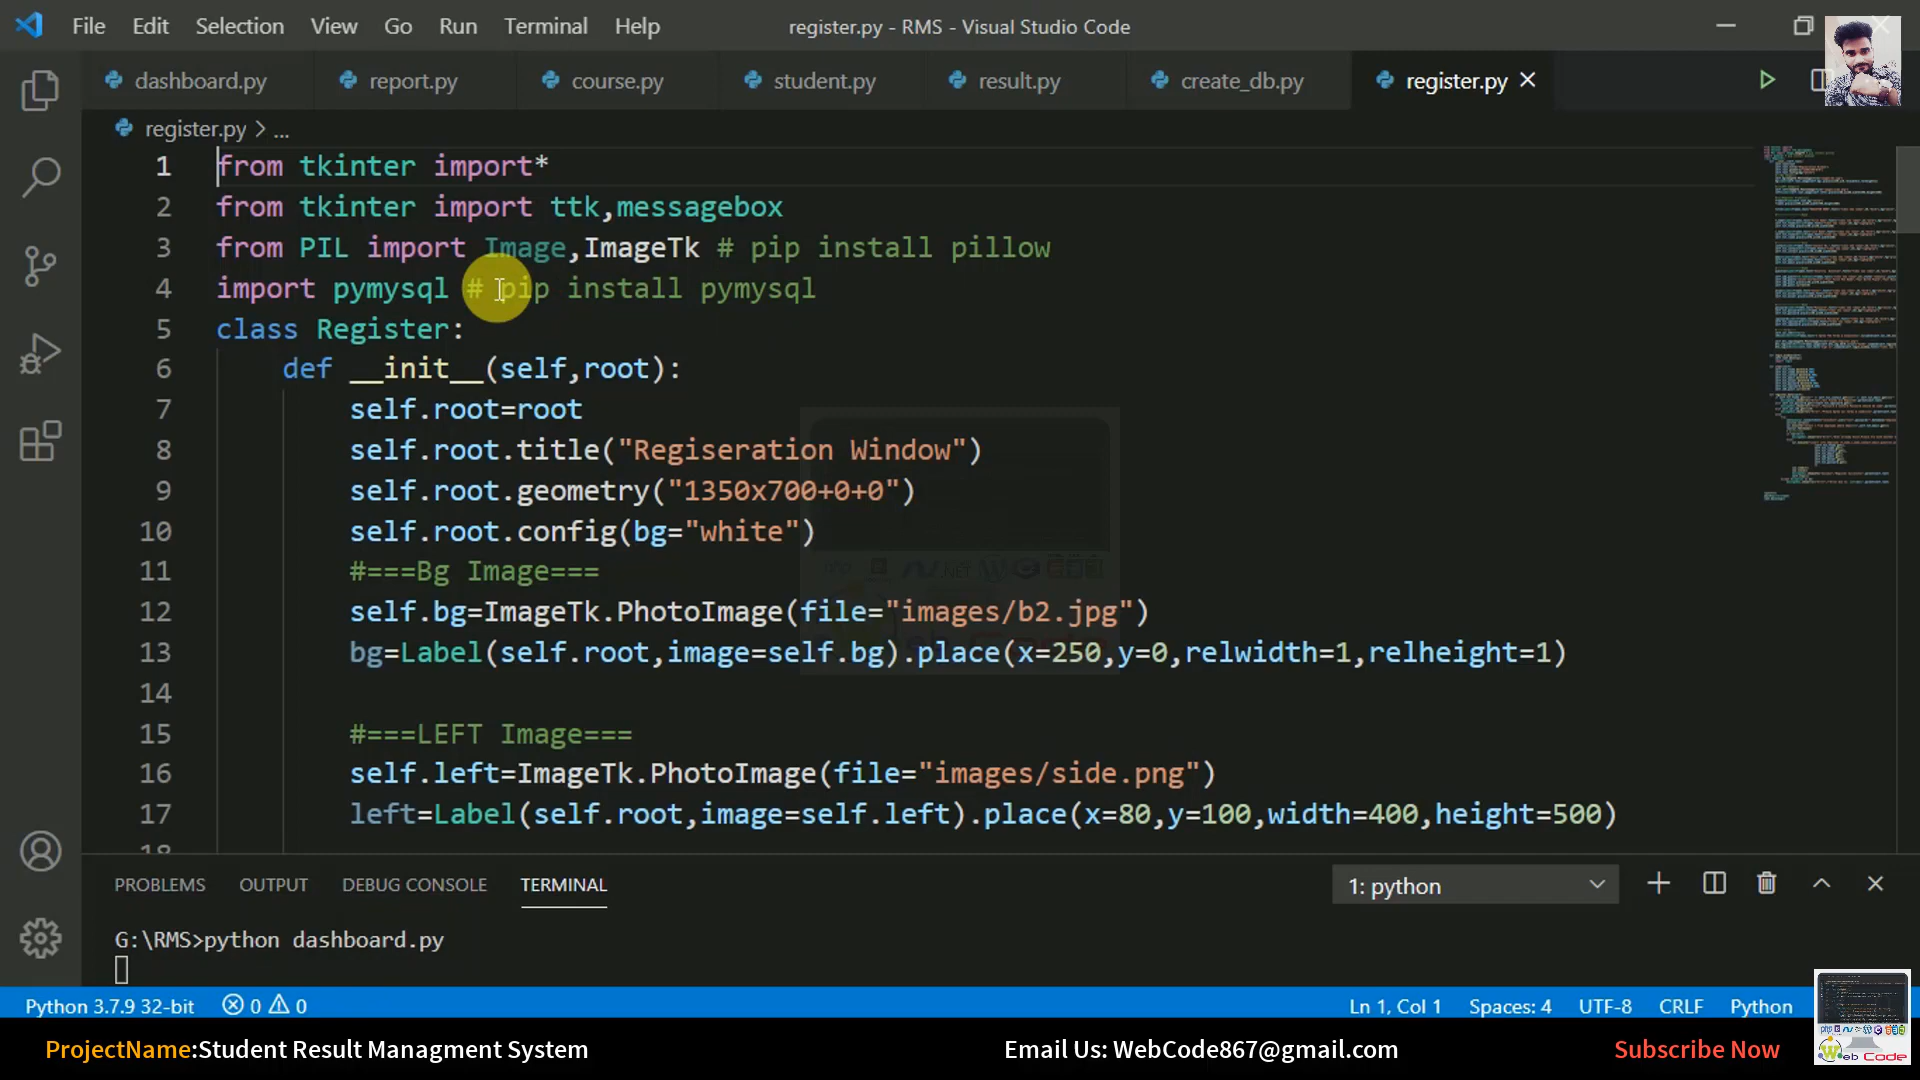 File Edit Selection View Go Run Terminal Help register.py - RMS - Visual Studio Code
dashboard.py report.py course.py student.py result.py create_db.py register.py
register.py > ...
1 from tkinter import*
2 from tkinter import ttk,messagebox
3 from PIL import Image,ImageTk # pip install pillow
4 import pymysql # pip install pymysql
5 class Register:
6 def __init__(self,root):
7 self.root=root
8 self.root.title("Regiseration Window")
9 self.root.geometry("1350x700+0+0")
10 self.root.config(bg="white")
11 #===Bg Image===
12 self.bg=ImageTk.PhotoImage(file="images/b2.jpg")
13 bg=Label(self.root,image=self.bg).place(x=250,y=0,relwidth=1,relheight=1)
14
15 #===LEFT Image===
16 self.left=ImageTk.PhotoImage(file="images/side.png")
17 left=Label(self.root,image=self.left).place(x=80,y=100,width=400,height=500)
18
PROBLEMS OUTPUT DEBUG CONSOLE TERMINAL 1: python
G:\RMS>python dashboard.py
Python 3.7.9 32-bit 0 0 Ln 1, Col 1 Spaces: 4 UTF-8 CRLF Python
ProjectName:Student Result Managment System Email Us: WebCode867@gmail.com Subscribe Now
Web Code